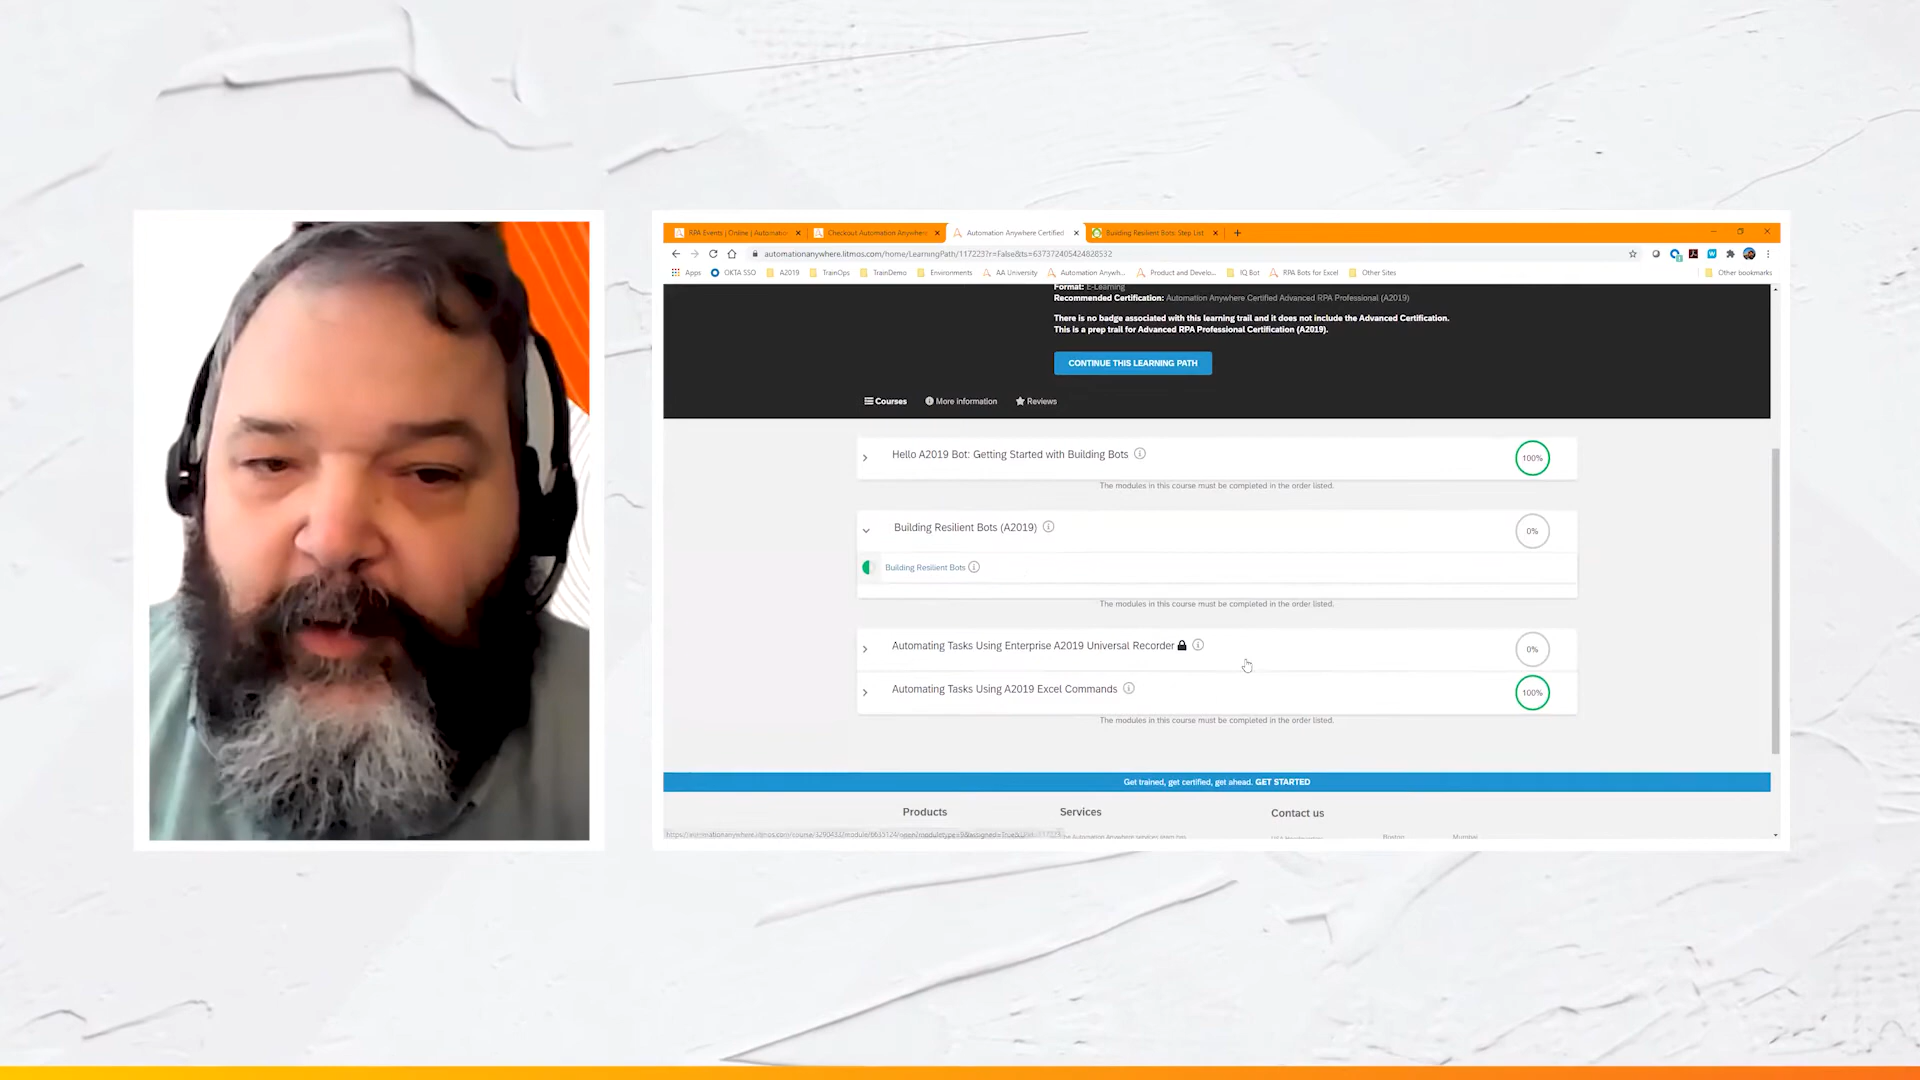 RPA Events | Online | Automatio
Checkout Automation Anywhere
Automation Anywhere Certified
Building Resilient Bots: Step List
automationanywhere.litmos.com/home/LearningPath/117223?r=False&ts=637372405424828532
Apps
OKTA SSO
A2019
TrainOps
TrainDemo
Environments
AA University
Automation Anywh...
Product and Develo...
IQ Bot
RPA Bots for Excel
Other Sites
Other bookmarks
Format: E-Learning
Recommended Certification: Automation Anywhere Certified Advanced RPA Professional (A2019)
There is no badge associated with this learning trail and it does not include the Advanced Certification.
This is a prep trail for Advanced RPA Professional Certification (A2019).
CONTINUE THIS LEARNING PATH
Courses
More information
Reviews
Hello A2019 Bot: Getting Started with Building Bots
100%
The modules in this course must be completed in the order listed.
Building Resilient Bots (A2019)
0%
Building Resilient Bots
The modules in this course must be completed in the order listed.
Automating Tasks Using Enterprise A2019 Universal Recorder
0%
Automating Tasks Using A2019 Excel Commands
100%
The modules in this course must be completed in the order listed.
Get trained, get certified, get ahead. GET STARTED
Products
Services
Contact us